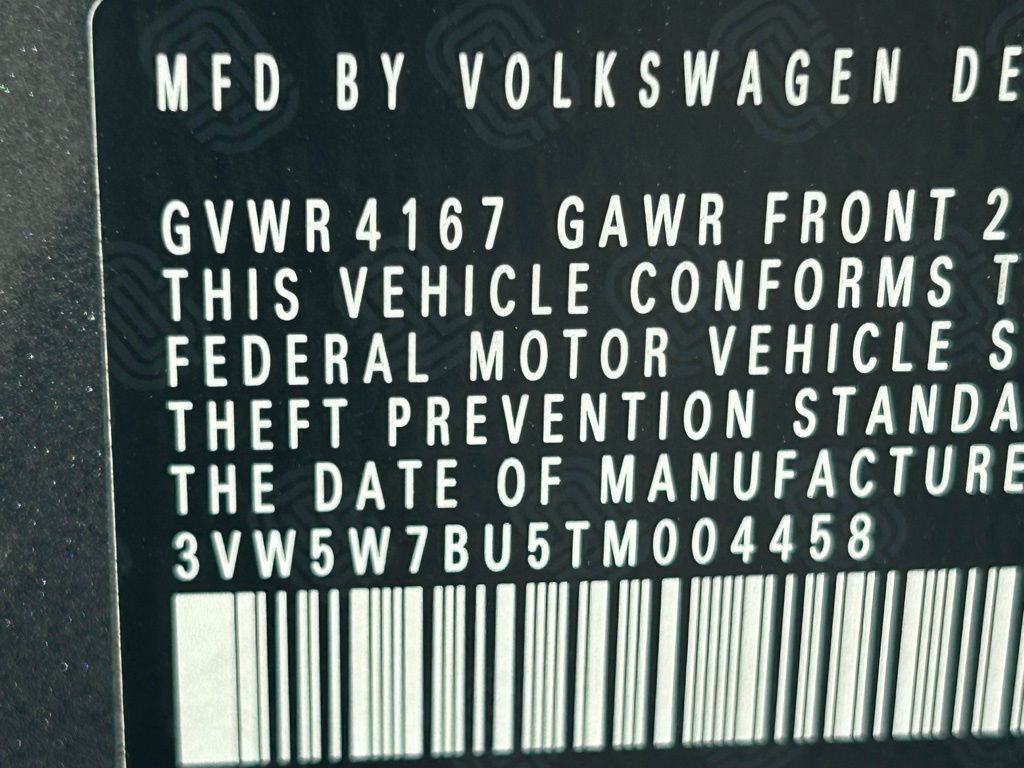 MFD BY VOLKSWAGEN DE
GVWR 4167 GAWR FRONT 2
THIS VEHICLE CONFORMS T
FEDERAL MOTOR VEHICLE S
THEFT PREVENTION STANDA
THE DATE OF MANUFACTURE
3VW5W7BU5TM004458